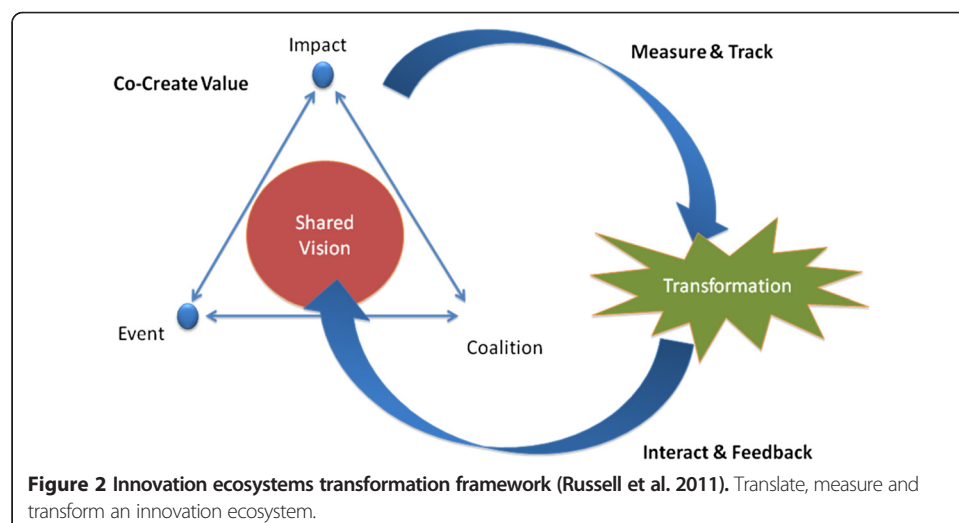 Impact
Measure & Track
Co-Create Value
Shared
Vision
Transformation
Event
Coalition
Interact & Feedback
Figure 2 Innovation ecosystems transformation framework (Russell et al. 2011). Translate, measure and
transform an innovation ecosystem.